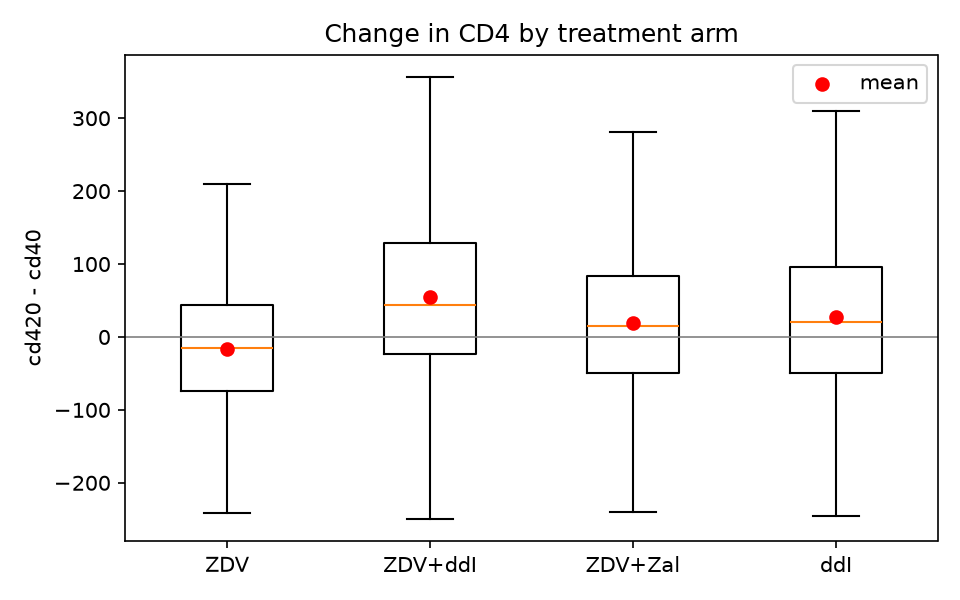 Change in CD4 by treatment arm
mean
cd420 - cd40
300
200
100
0
−100
−200
ZDV
ZDV+ddI
ZDV+Zal
ddI